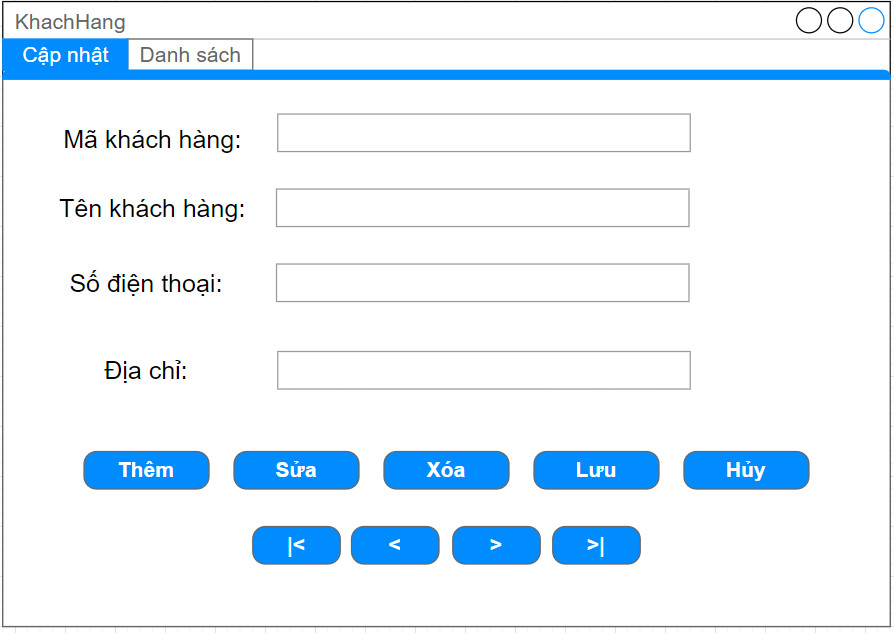 KhachHang
Cập nhật Danh sách
Mã khách hàng:
Tên khách hàng:
Số điện thoại:
Địa chỉ:
Thêm Sửa Xóa Lưu Hủy
|< < > >|